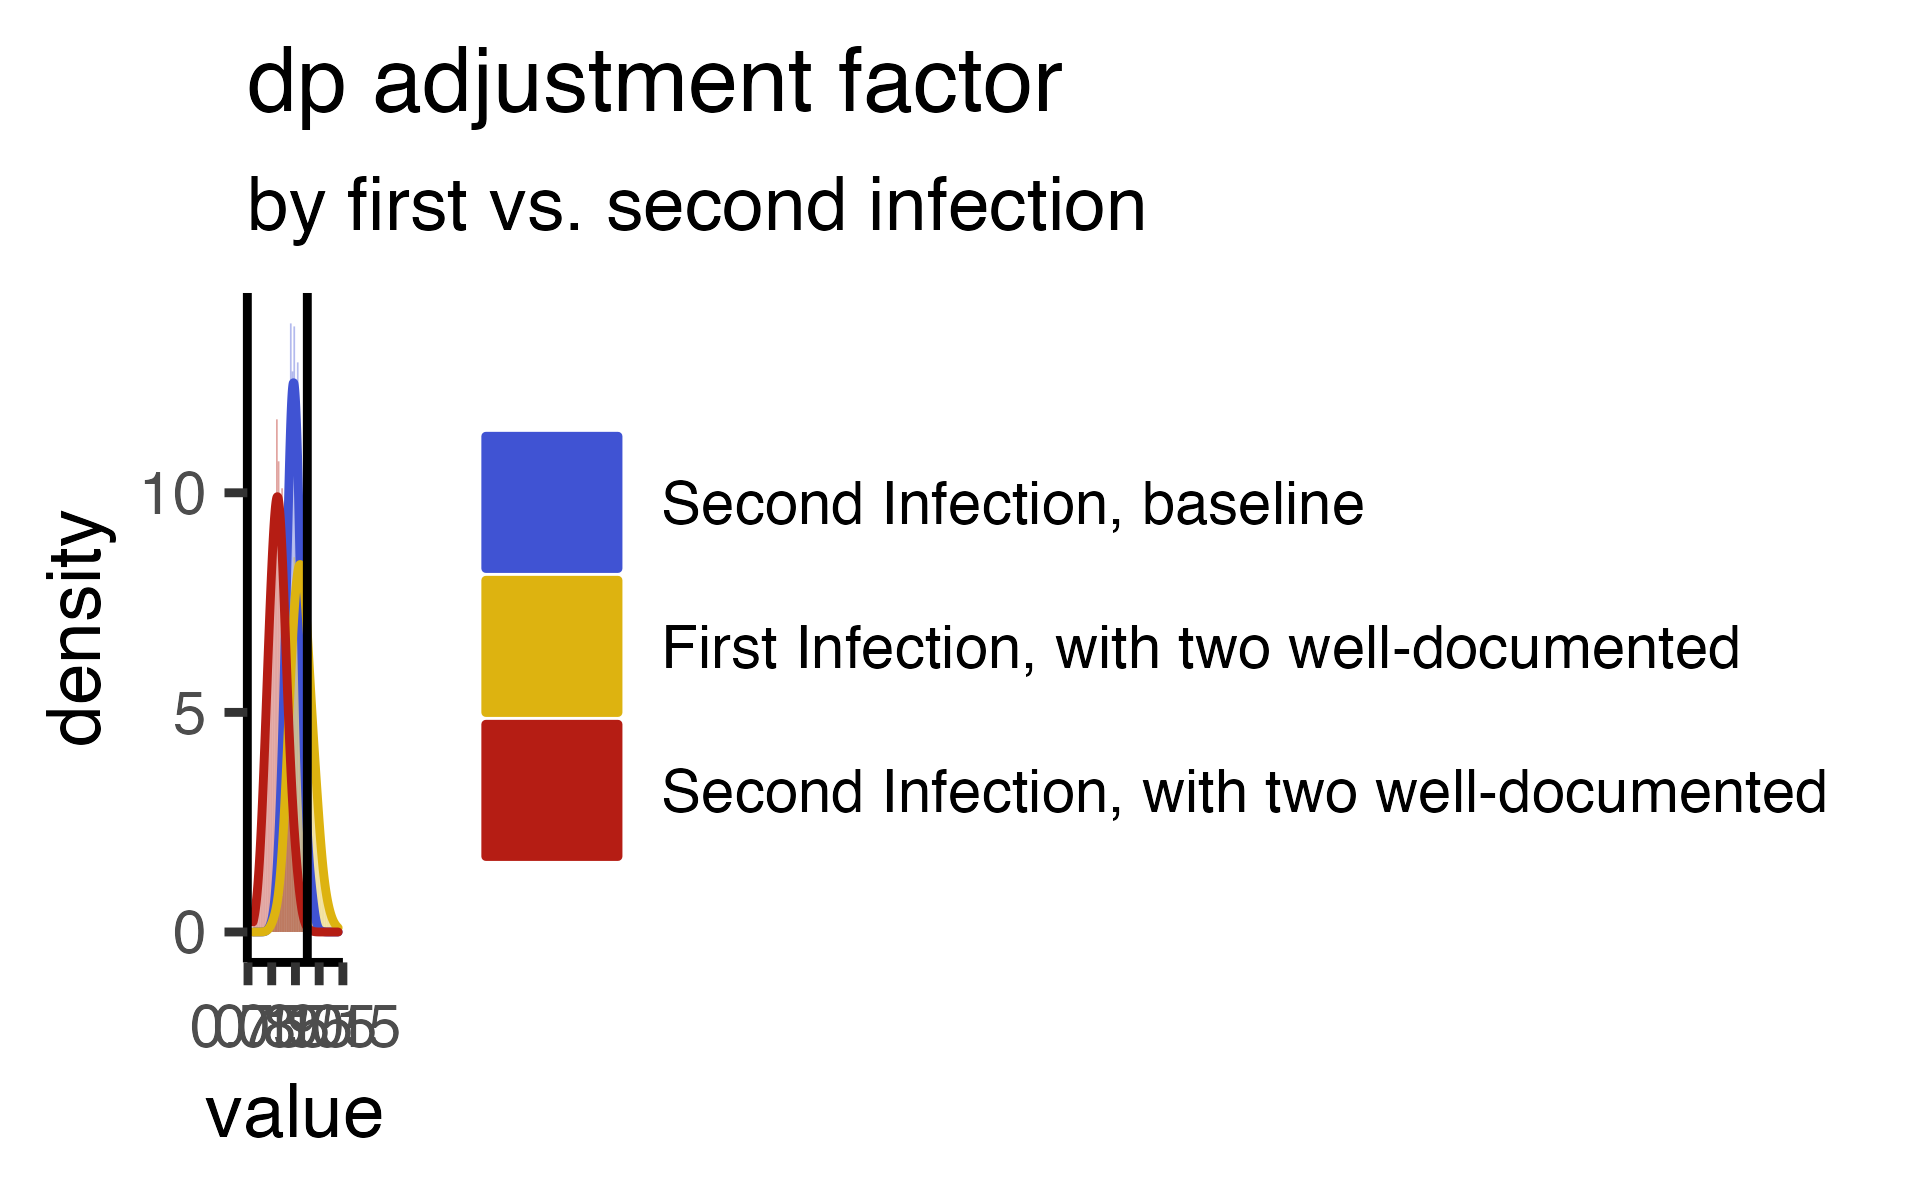 dp adjustment factor
by first vs. second infection
density
10
5
0
value
Second Infection, baseline
First Infection, with two well-documented
Second Infection, with two well-documented